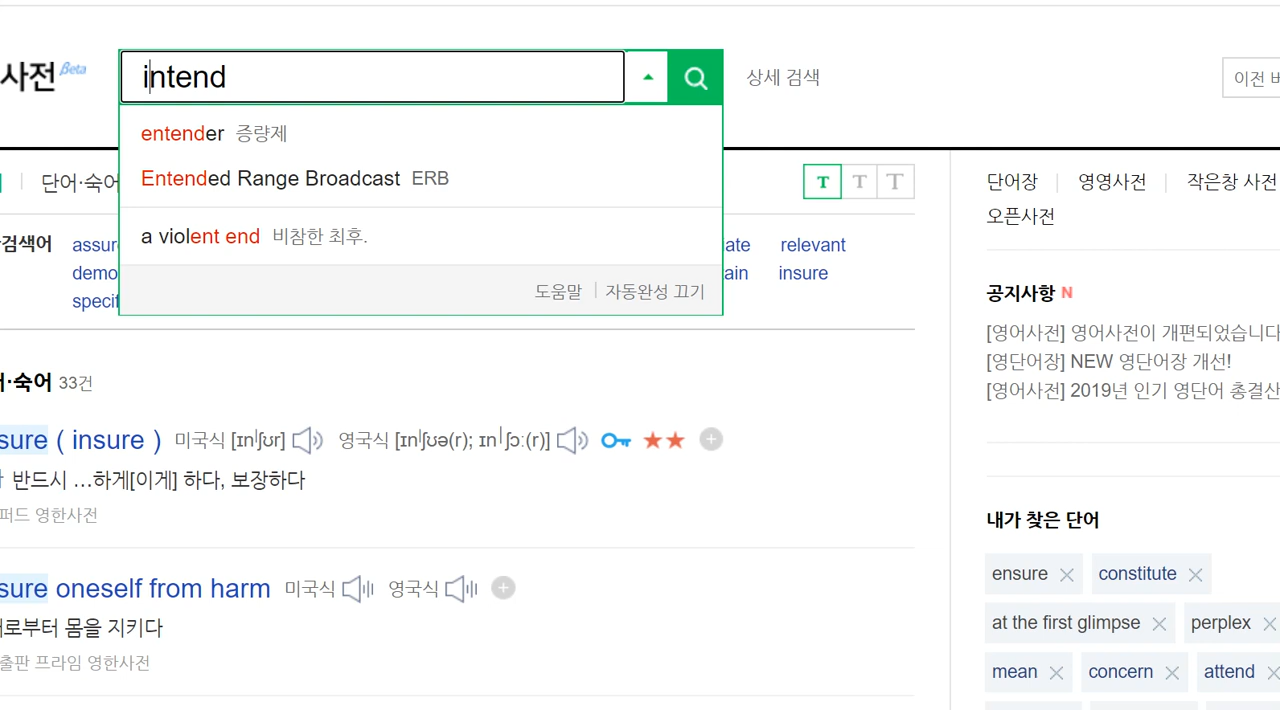 사전 Beta
intend
상세 검색
이전 버
entender 증량제
Entended Range Broadcast ERB
a violent end 비참한 최후.
도움말 자동완성 끄기
단어·숙어
T T T
검색어
relevant
insure
숙어 33건
sure ( insure ) 미국식 [ɪnˈʃʊr] 영국식 [ɪnˈʃʊə(r); ɪnˈʃɔː(r)]
반드시 …하게[이게] 하다, 보장하다
퍼드 영한사전
sure oneself from harm 미국식 영국식
로부터 몸을 지키다
출판 프라임 영한사전
단어장 영영사전 작은창 사전
오픈사전
공지사항 N
[영어사전] 영어사전이 개편되었습니다
[영단어장] NEW 영단어장 개선!
[영어사전] 2019년 인기 영단어 총결산
내가 찾은 단어
ensure constitute
at the first glimpse perplex
mean concern attend